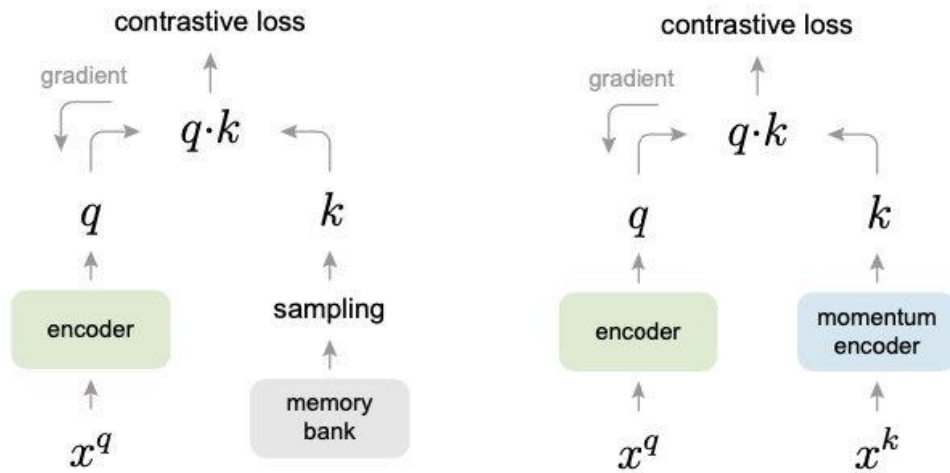 contrastive loss
gradient
q·k
q
k
encoder
sampling
memory
bank
x^q
contrastive loss
gradient
q·k
q
k
encoder
momentum
encoder
x^q
x^k